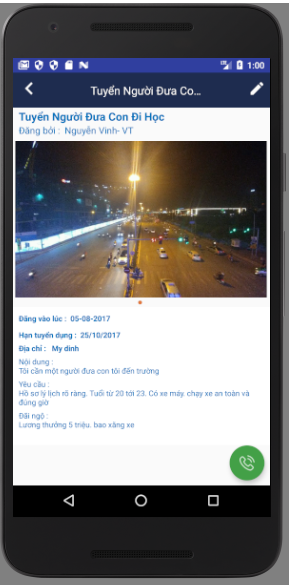 1:00
Tuyển Người Đưa Co...
Tuyển Người Đưa Con Đi Học
Đăng bởi : Nguyễn Vinh- VT
Đăng vào lúc : 05-08-2017
Hạn tuyển dụng : 25/10/2017
Địa chỉ : My dinh
Nội dung :
Tôi cần một người đưa con tôi đến trường
Yêu cầu :
Hồ sơ lý lịch rõ ràng. Tuổi từ 20 tới 23. Có xe máy. chạy xe an toàn và
đúng giờ
Đãi ngộ :
Lương thưởng 5 triệu. bao xăng xe